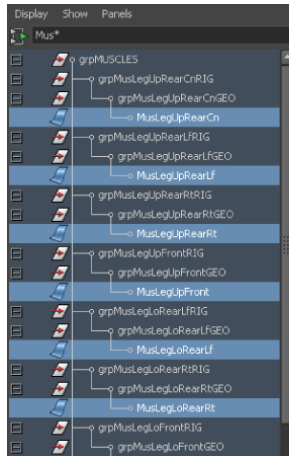 Display Show Panels
Mus*
grpMUSCLES
grpMusLegUpRearCnRIG
grpMusLegUpRearCnGEO
MusLegUpRearCn
grpMusLegUpRearLfRIG
grpMusLegUpRearLfGEO
MusLegUpRearLf
grpMusLegUpRearRtRIG
grpMusLegUpRearRtGEO
MusLegUpRearRt
grpMusLegUpFrontRIG
grpMusLegUpFrontGEO
MusLegUpFront
grpMusLegLoRearLfRIG
grpMusLegLoRearLfGEO
MusLegLoRearLf
grpMusLegLoRearRtRIG
grpMusLegLoRearRtGEO
MusLegLoRearRt
grpMusLegLoFrontRIG
grpMusLegLoFrontGEO